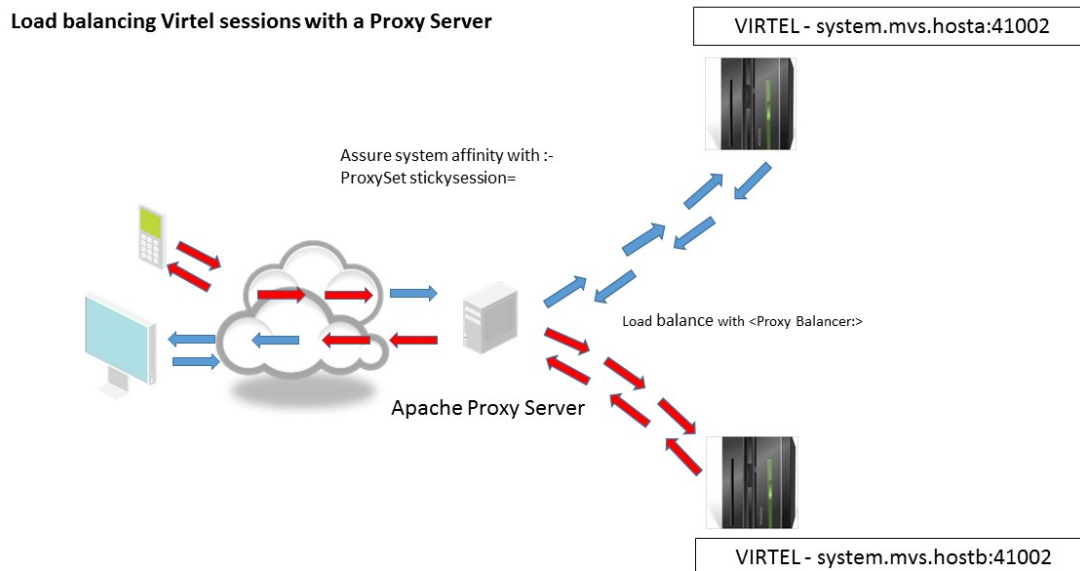 Load balancing Virtel sessions with a Proxy Server
VIRTEL - system.mvs.hosta:41002
Assure system affinity with :-
ProxySet stickysession=
Load balance with <Proxy Balancer:>
Apache Proxy Server
VIRTEL - system.mvs.hostb:41002